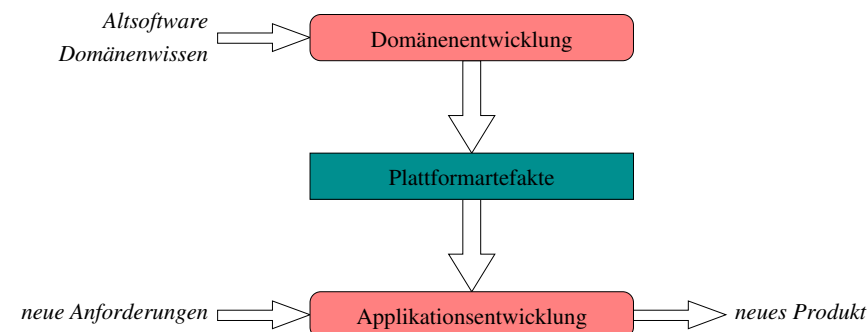 Altsoftware
Domänenwissen
Domänenentwicklung
Plattformartefakte
neue Anforderungen
Applikationsentwicklung
neues Produkt